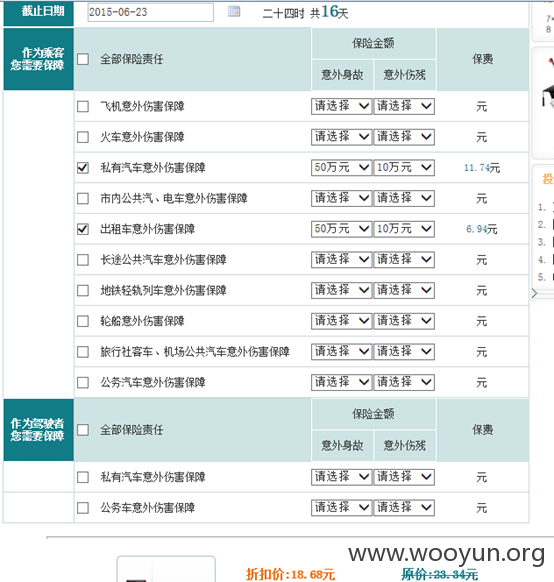 截止日期 2015-06-23 二十四时 共16天
作为乘客
您需要保障 全部保险责任 保险金额 保费
意外身故 意外伤残
飞机意外伤害保障 请选择 请选择 元
火车意外伤害保障 请选择 请选择 元
私有汽车意外伤害保障 50万元 10万元 11.74元
市内公共汽、电车意外伤害保障 请选择 请选择 元
出租车意外伤害保障 50万元 10万元 6.94元
长途公共汽车意外伤害保障 请选择 请选择 元
地铁轻轨列车意外伤害保障 请选择 请选择 元
轮船意外伤害保障 请选择 请选择 元
旅行社客车、机场公共汽车意外伤害保障 请选择 请选择 元
公务汽车意外伤害保障 请选择 请选择 元
作为驾驶者
您需要保障 全部保险责任 保险金额 保费
意外身故 意外伤残
私有汽车意外伤害保障 请选择 请选择 元
公务车意外伤害保障 请选择 请选择 元
折扣价:18.68元 原价:23.34元
www.wooyun.org
7
8
投
1.
2.
3.
4.
5.